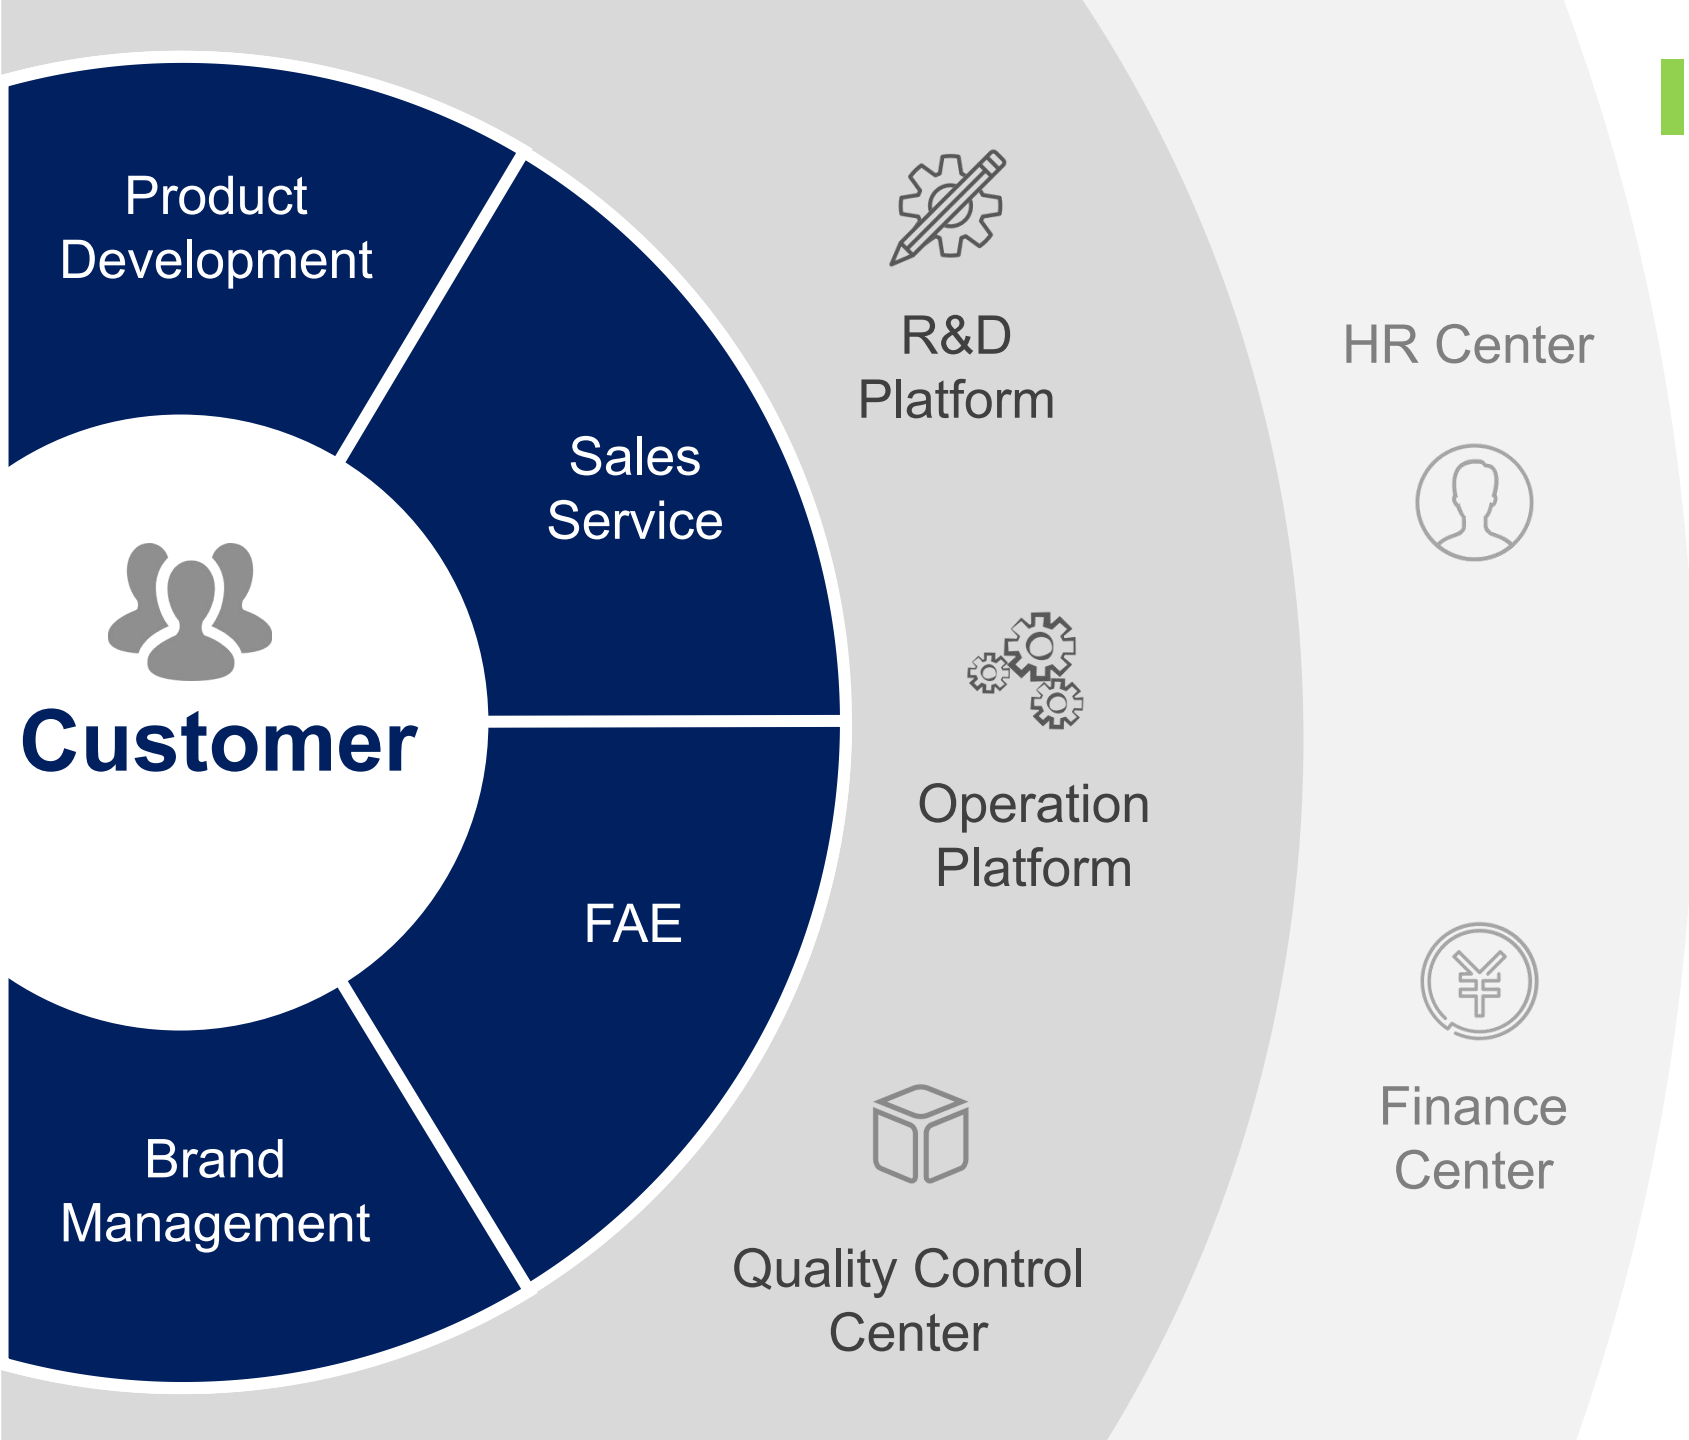 Product
Development
Sales
Service
Customer
FAE
Brand
Management
R&D
Platform
Operation
Platform
Quality Control
Center
HR Center
Finance
Center